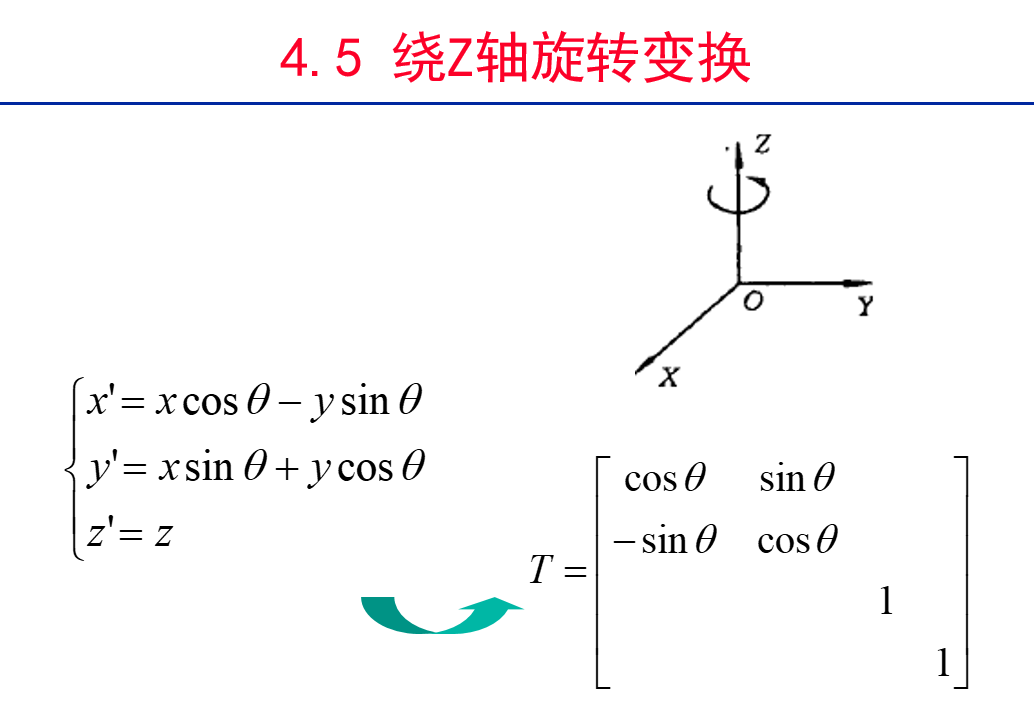 4.5 绕Z轴旋转变换
Z
O
Y
X
x'= x cos θ − y sin θ
y'= x sin θ + y cos θ
z'= z
T =
cos θ sin θ
− sin θ cos θ
1
1